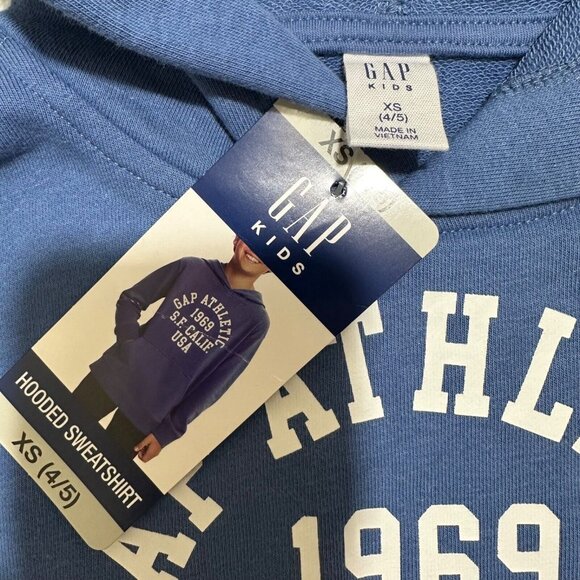 GAP
KIDS
XS
(4/5)
MADE IN
VIETNAM
XS
GAP
KIDS
GAP ATHLETIC
1969
S.F. CALIF.
USA
HOODED SWEATSHIRT
XS (4/5)
ATHL
1969